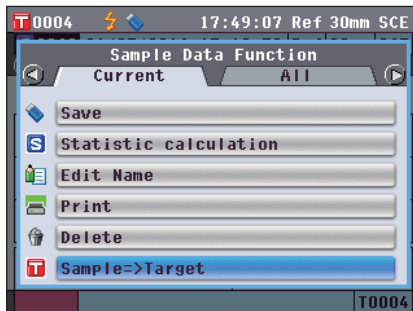 T0004 17:49:07 Ref 30mm SCE
Sample Data Function
Current All
Save
S Statistic calculation
Edit Name
Print
Delete
T Sample=>Target
T0004